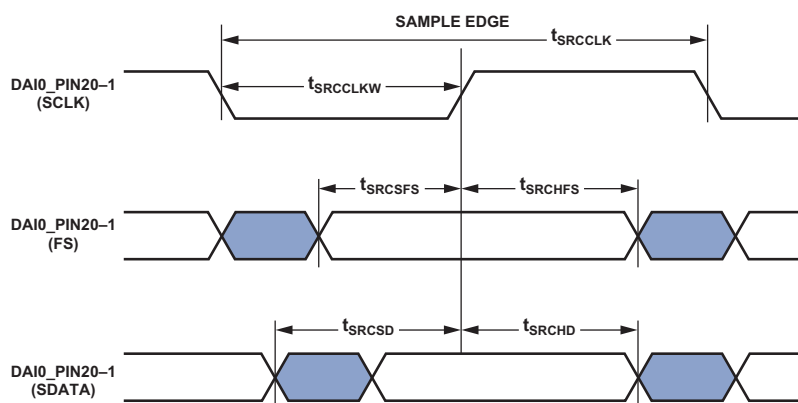 SAMPLE EDGE
tSRCCLK
DAI0_PIN20–1
(SCLK)
tSRCCLKW
tSRCSFS
tSRCHFS
DAI0_PIN20–1
(FS)
tSRCSD
tSRCHD
DAI0_PIN20–1
(SDATA)